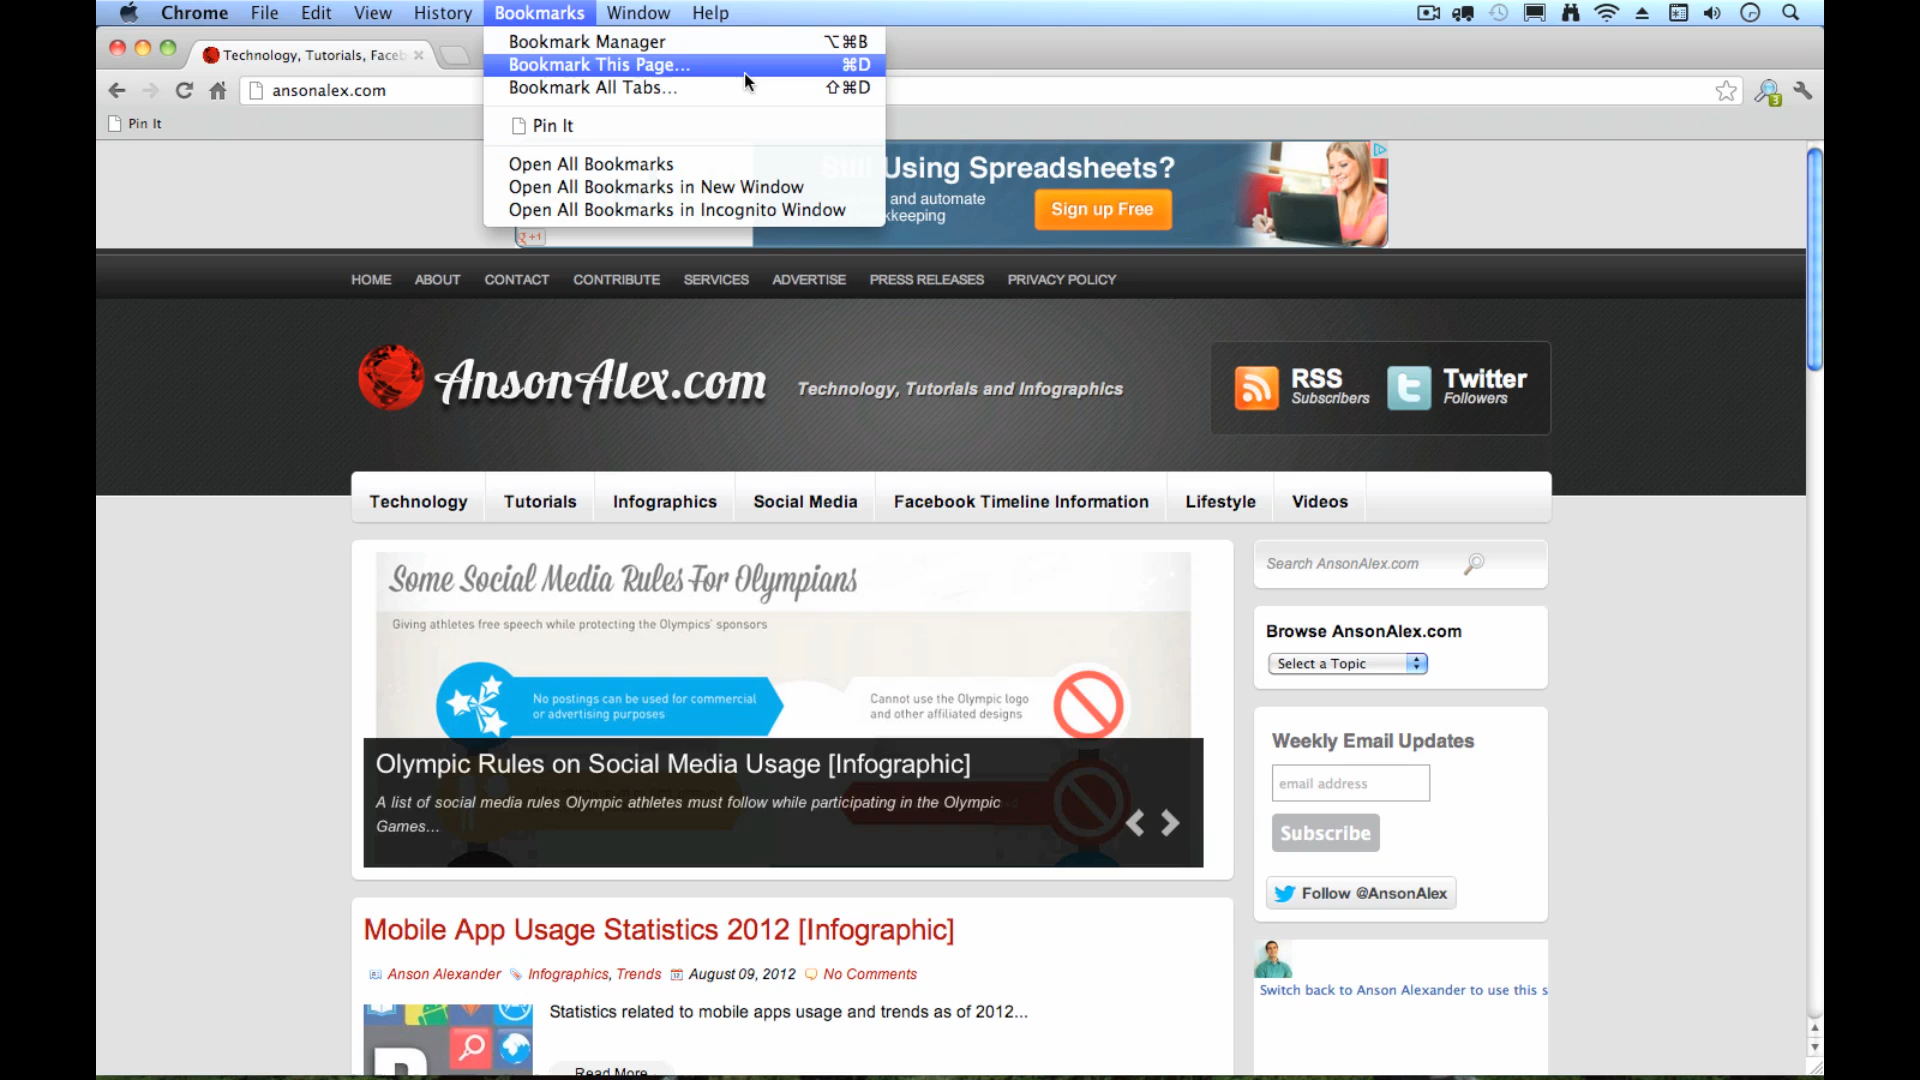 Chrome File Edit View History Bookmarks Window Help
Technology, Tutorials, Faceb
Bookmark Manager ⌥⌘B
Bookmark This Page... ⌘D
Bookmark All Tabs... ⇧⌘D
Pin It
Open All Bookmarks
Open All Bookmarks in New Window
Open All Bookmarks in Incognito Window
ansonalex.com
3
Pin It
Using Spreadsheets?
and automate
kkeeping
Sign up Free
+1
HOME ABOUT CONTACT CONTRIBUTE SERVICES ADVERTISE PRESS RELEASES PRIVACY POLICY
AnsonAlex.com
Technology, Tutorials and Infographics
RSS
Subscribers
Twitter
Followers
Technology Tutorials Infographics Social Media Facebook Timeline Information Lifestyle Videos
Some Social Media Rules For Olympians
Giving athletes free speech while protecting the Olympics' sponsors
No postings can be used for commercial
or advertising purposes
Cannot use the Olympic logo
and other affiliated designs
Olympic Rules on Social Media Usage [Infographic]
A list of social media rules Olympic athletes must follow while participating in the Olympic
Games...
Search AnsonAlex.com
Browse AnsonAlex.com
Select a Topic
Weekly Email Updates
email address
Subscribe
Follow @AnsonAlex
Switch back to Anson Alexander to use this s
Mobile App Usage Statistics 2012 [Infographic]
Anson Alexander Infographics, Trends August 09, 2012 No Comments
Statistics related to mobile apps usage and trends as of 2012...
Read More